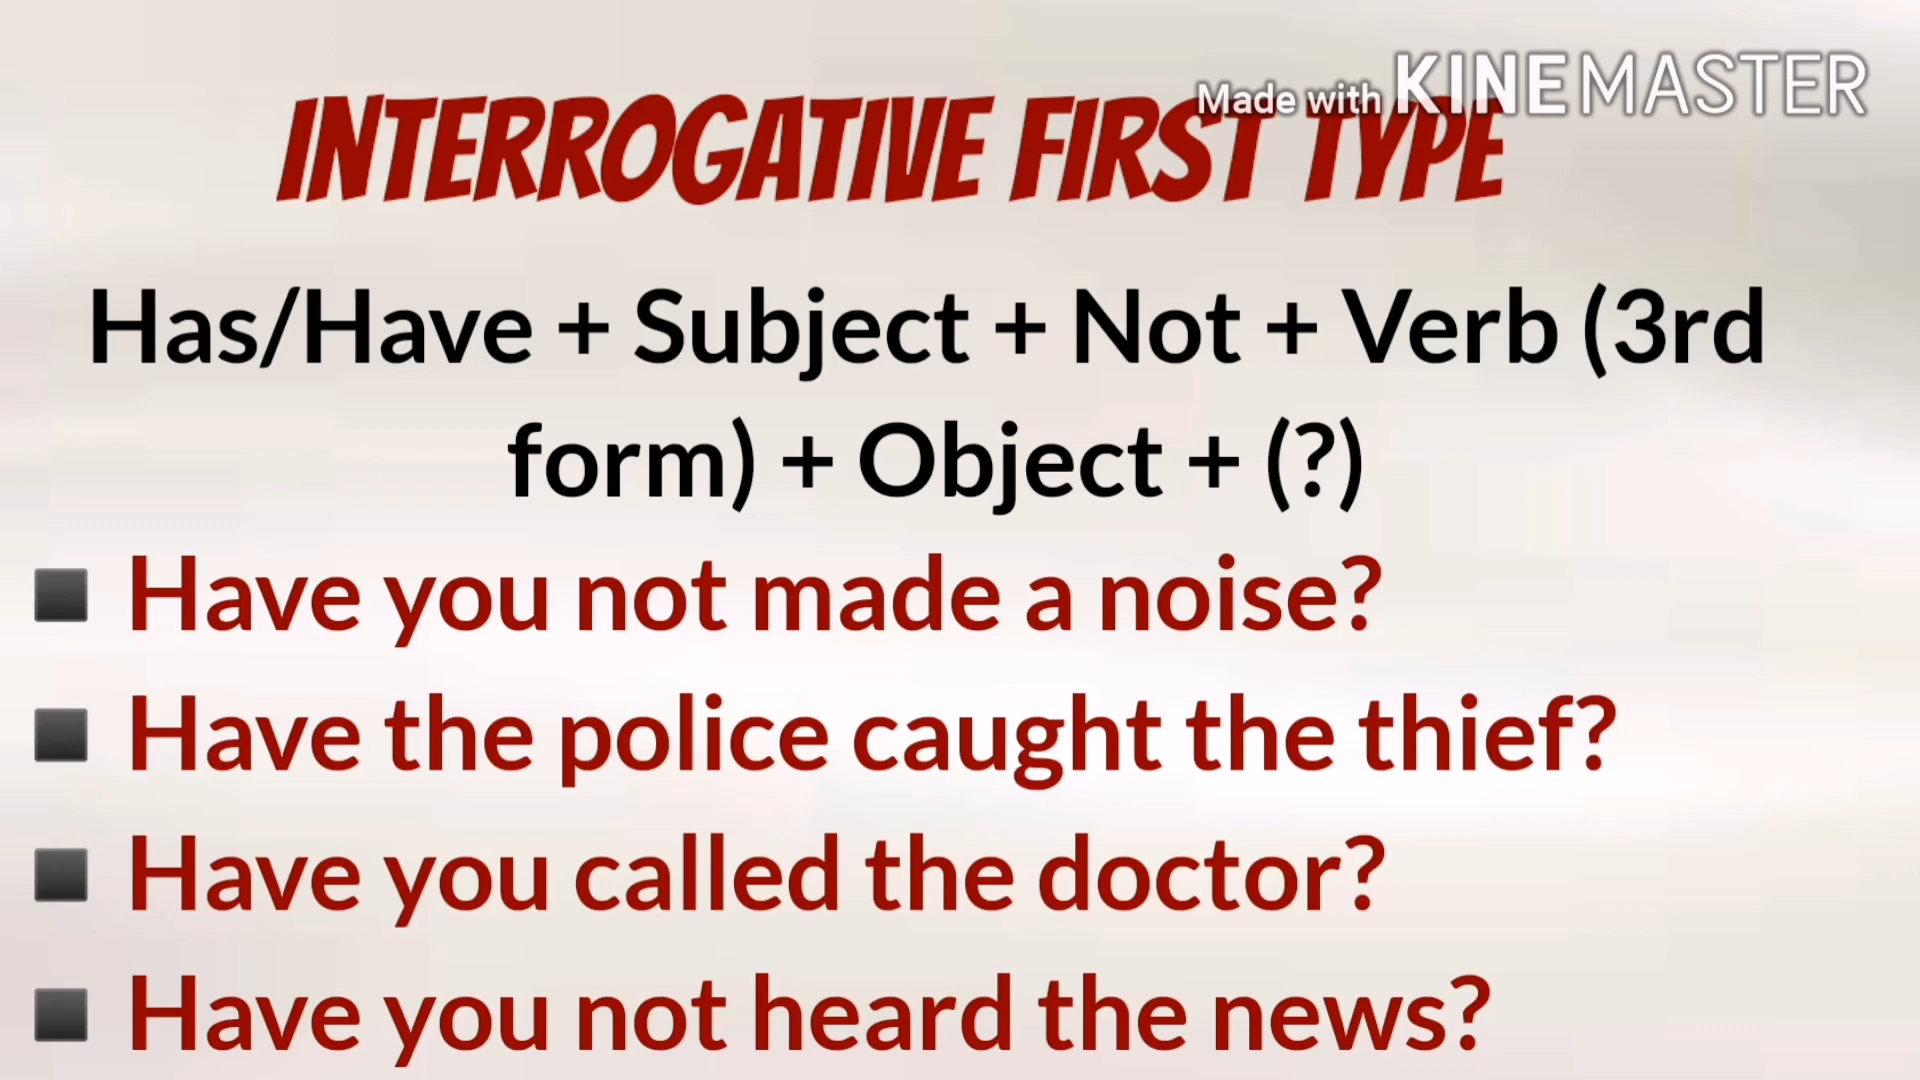 Made with KINEMASTER
INTERROGATIVE FIRST TYPE
Has/Have + Subject + Not + Verb (3rd
form) + Object + (?)
▪ Have you not made a noise?
▪ Have the police caught the thief?
▪ Have you called the doctor?
▪ Have you not heard the news?